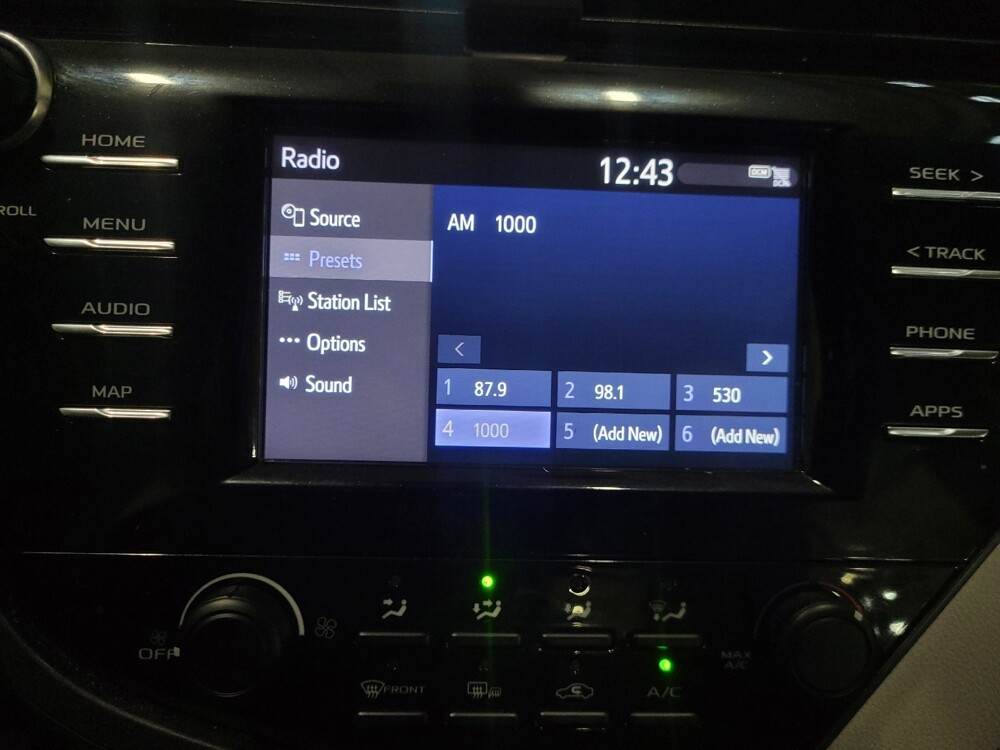 HOME
ROLL
MENU
AUDIO
MAP
Radio
12:43
DCM
Source
Presets
Station List
Options
Sound
AM 1000
<
>
1 87.9
2 98.1
3 530
4 1000
5 (Add New)
6 (Add New)
SEEK >
< TRACK
PHONE
APPS
OFF
FRONT
A/C
MAX
A/C